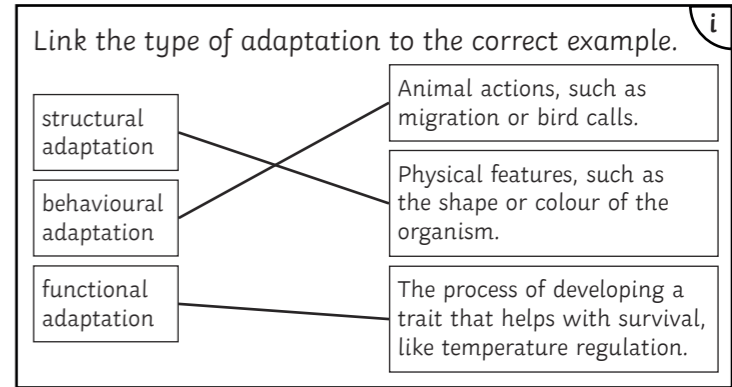 Link the type of adaptation to the correct example.
i
structural
adaptation
behavioural
adaptation
functional
adaptation
Animal actions, such as
migration or bird calls.
Physical features, such as
the shape or colour of the
organism.
The process of developing a
trait that helps with survival,
like temperature regulation.